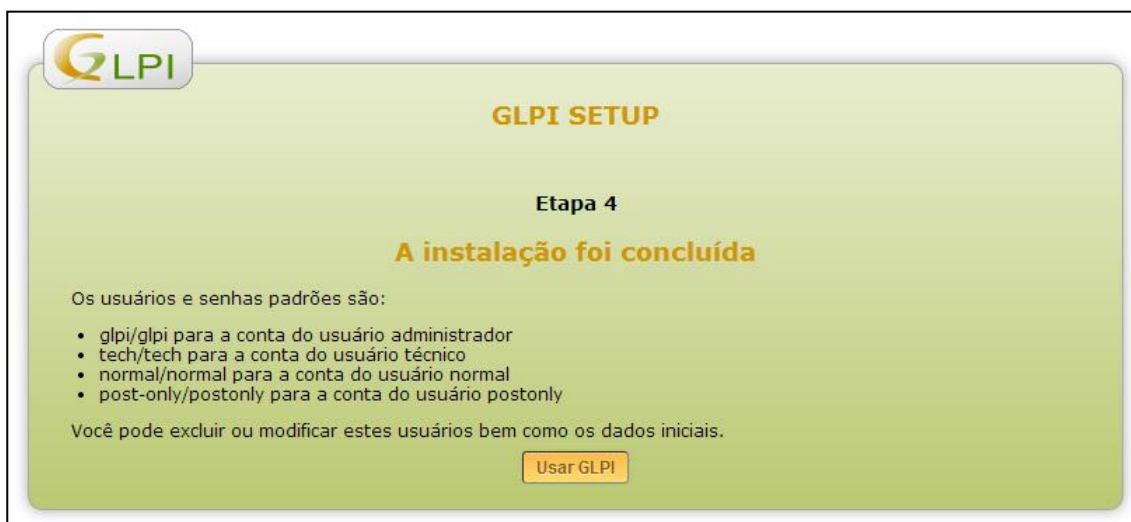 GLPI
GLPI SETUP
Etapa 4
A instalação foi concluída
Os usuários e senhas padrões são:
• glpi/glpi para a conta do usuário administrador
• tech/tech para a conta do usuário técnico
• normal/normal para a conta do usuário normal
• post-only/postonly para a conta do usuário postonly
Você pode excluir ou modificar estes usuários bem como os dados iniciais.
Usar GLPI